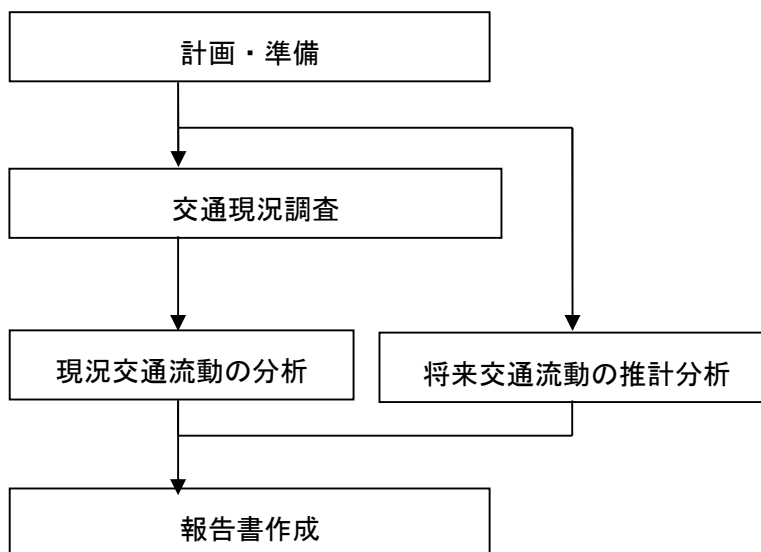 計画・準備
交通現況調査
現況交通流動の分析
将来交通流動の推計分析
報告書作成